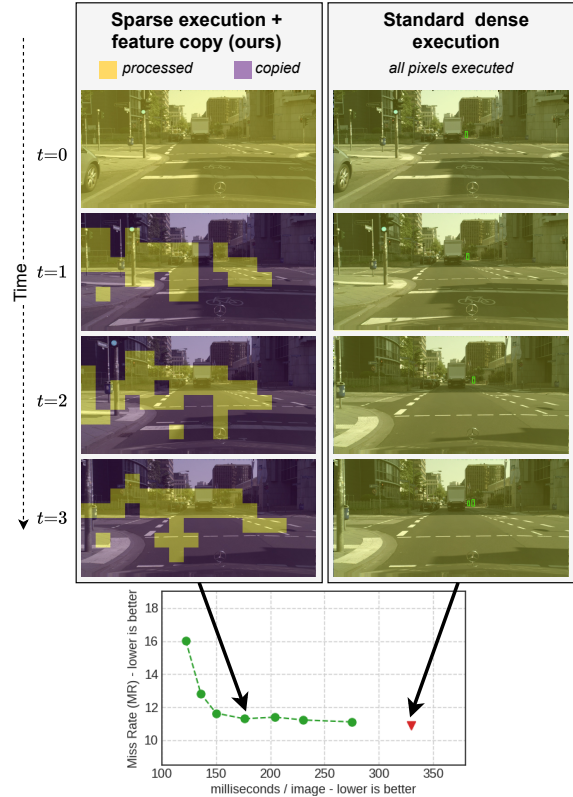 Sparse execution +
feature copy (ours)
processed
copied
Standard dense
execution
all pixels executed
Time
t=0
t=1
t=2
t=3
Miss Rate (MR) - lower is better
18
16
14
12
10
100
150
200
250
300
350
milliseconds / image - lower is better